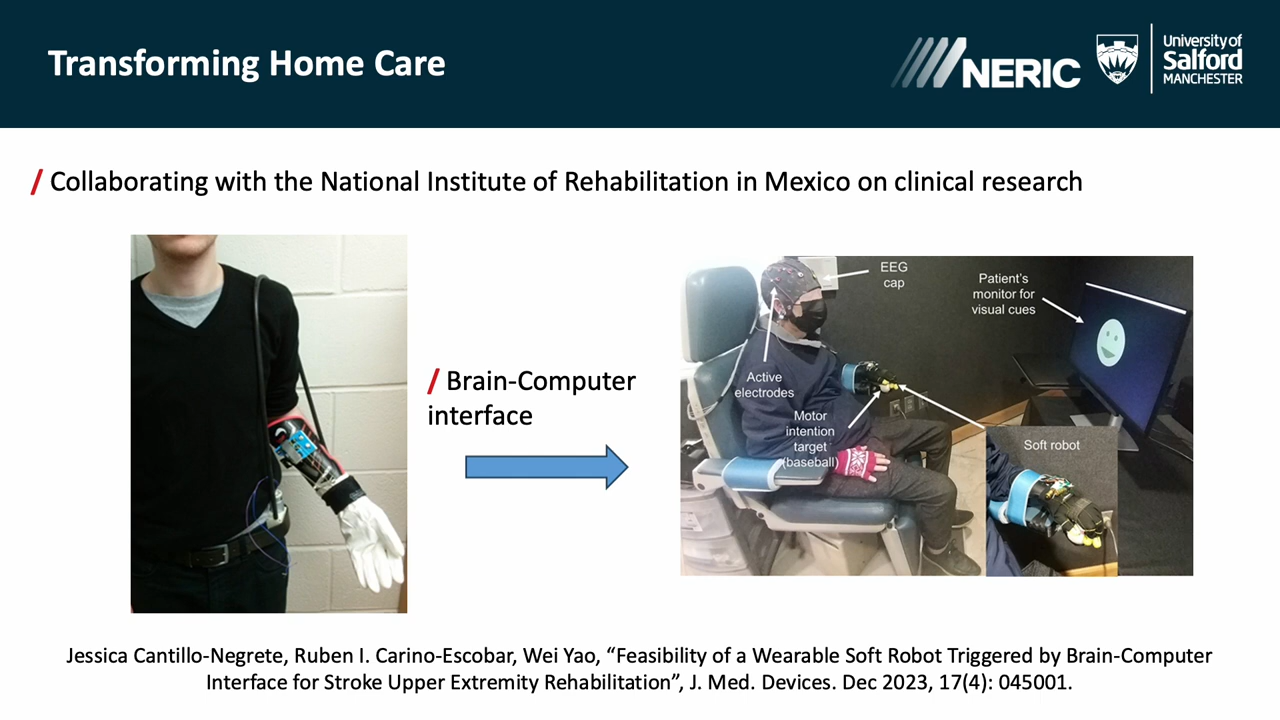 Transforming Home Care
NERIC
University of
Salford
MANCHESTER
/ Collaborating with the National Institute of Rehabilitation in Mexico on clinical research
/ Brain-Computer
interface
EEG
cap
Patient's
monitor for
visual cues
Active
electrodes
Motor
intention
target
(baseball)
Soft robot
Jessica Cantillo-Negrete, Ruben I. Carino-Escobar, Wei Yao, “Feasibility of a Wearable Soft Robot Triggered by Brain-Computer
Interface for Stroke Upper Extremity Rehabilitation”, J. Med. Devices. Dec 2023, 17(4): 045001.